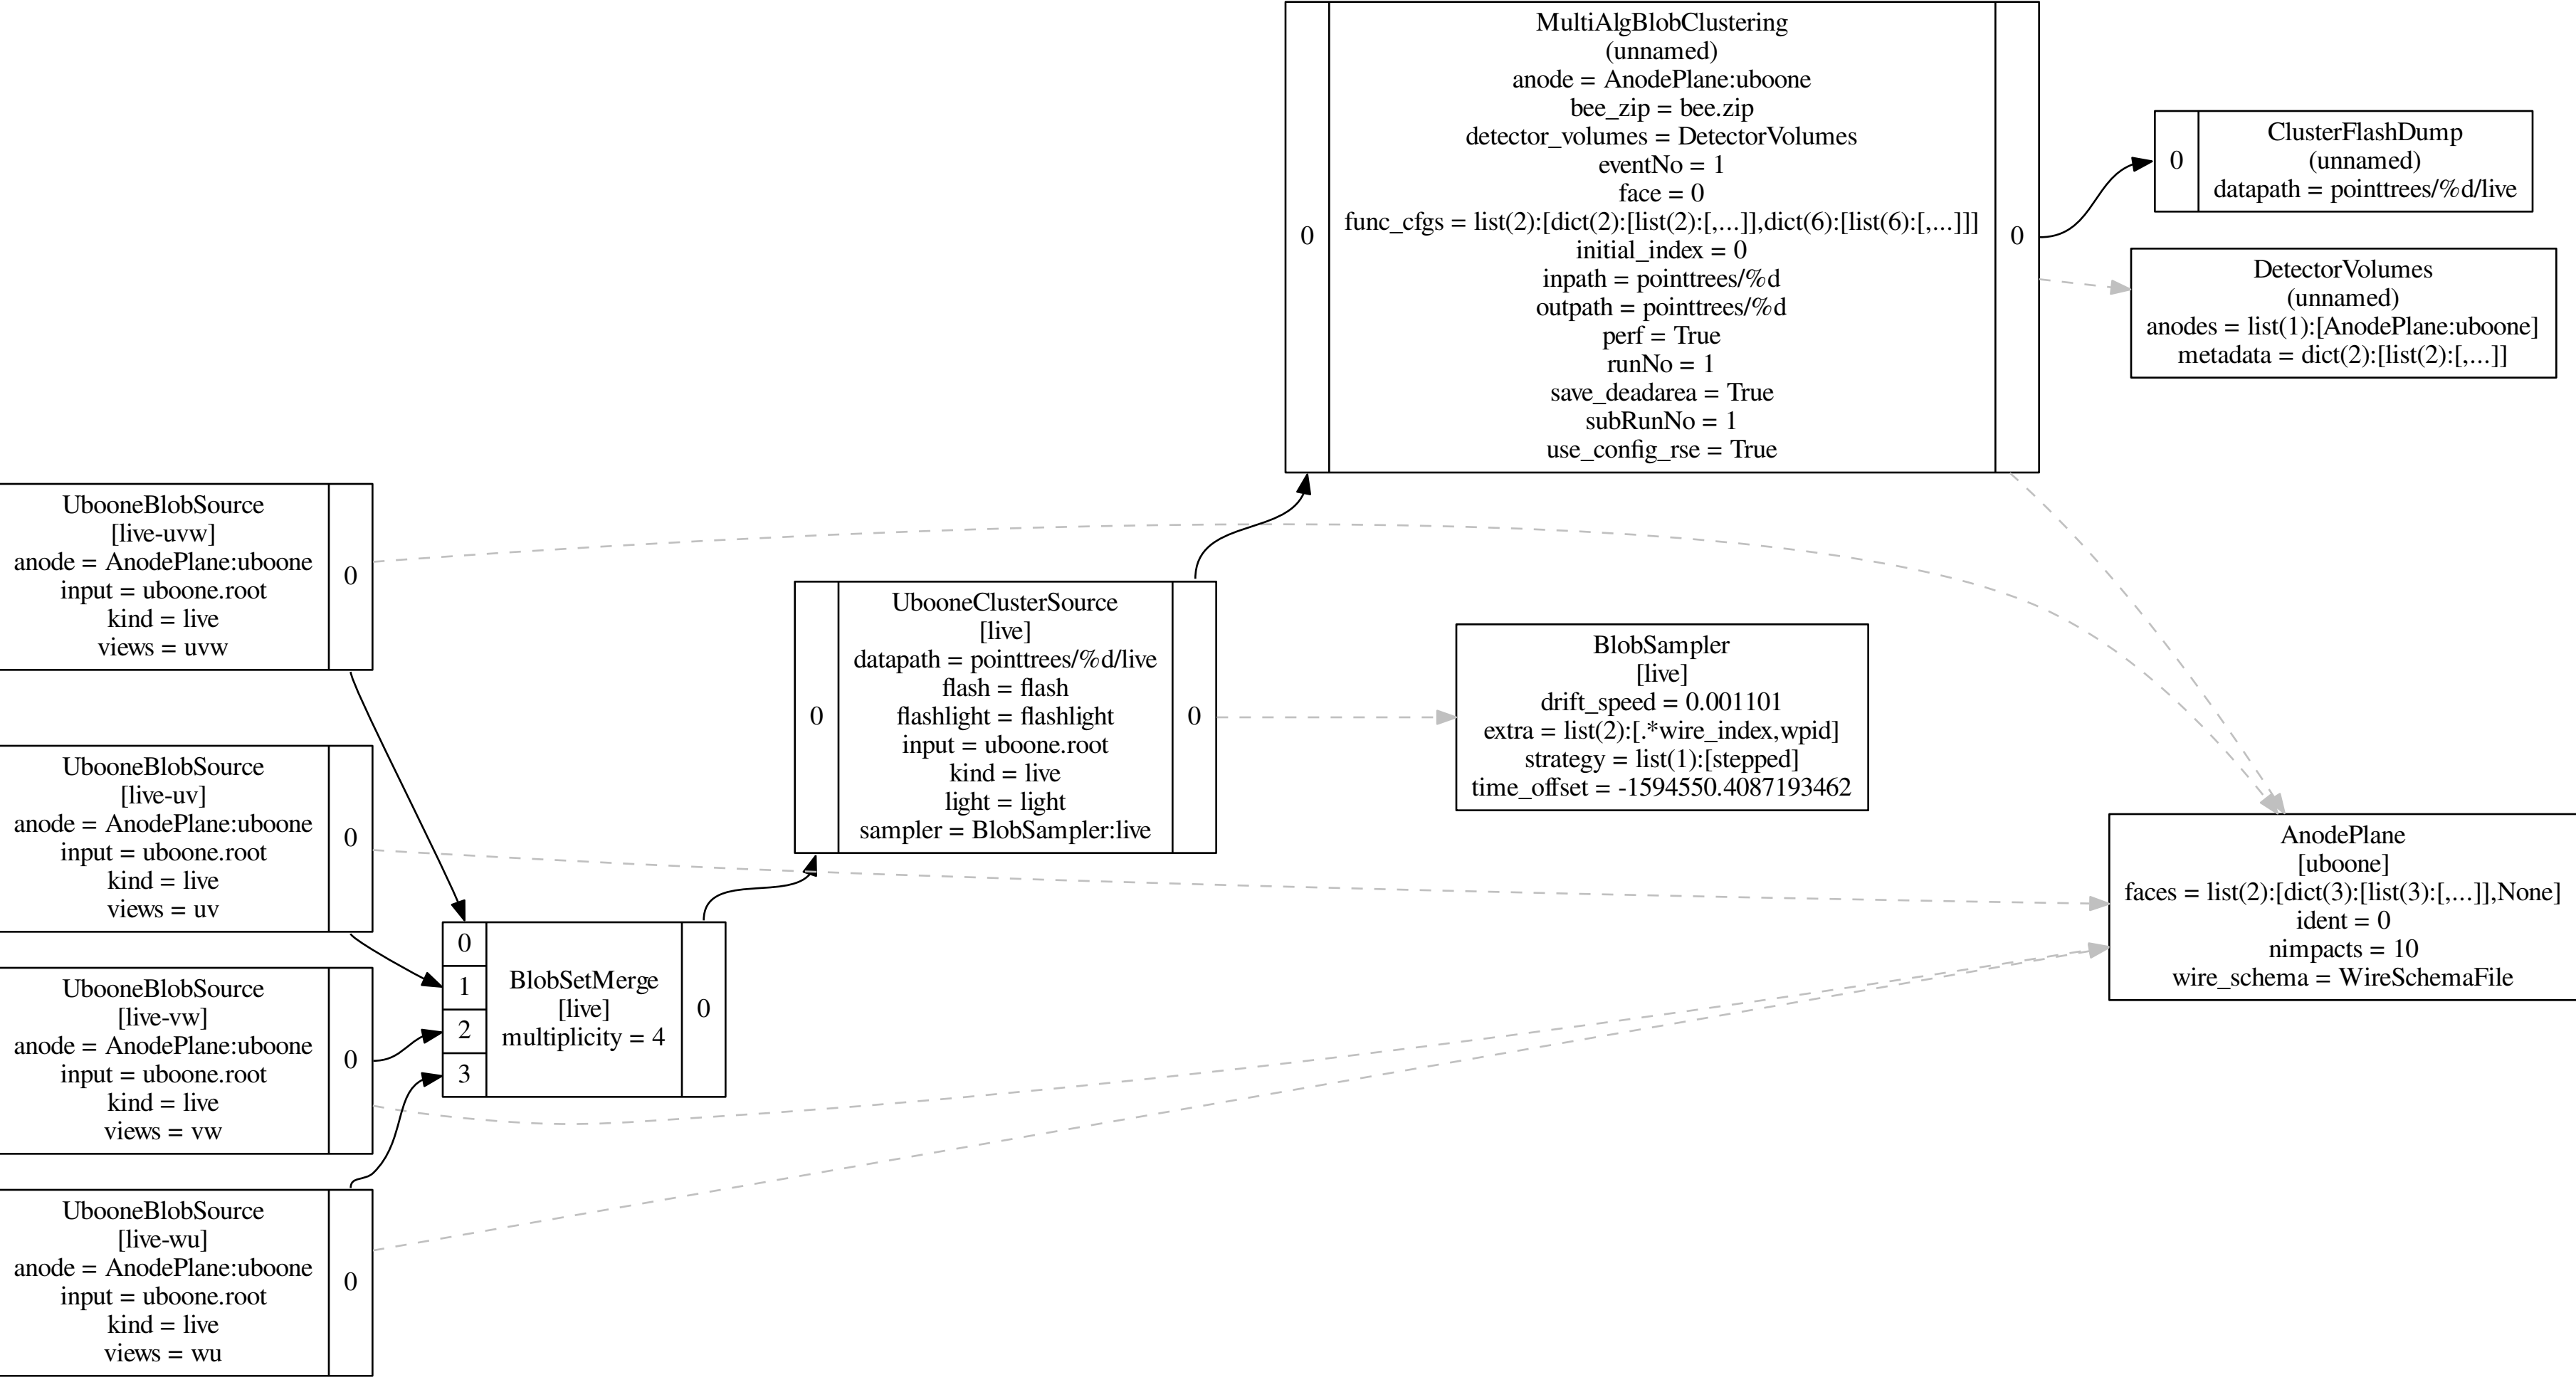 MultiAlgBlobClustering
(unnamed)
anode = AnodePlane:uboone
bee_zip = bee.zip
detector_volumes = DetectorVolumes
eventNo = 1
face = 0
func_cfgs = list(2):[dict(2):[list(2):[,...]],dict(6):[list(6):[,...]]]
initial_index = 0
inpath = pointtrees/%d
outpath = pointtrees/%d
perf = True
runNo = 1
save_deadarea = True
subRunNo = 1
use_config_rse = True
0
0
0
ClusterFlashDump
(unnamed)
datapath = pointtrees/%d/live
DetectorVolumes
(unnamed)
anodes = list(1):[AnodePlane:uboone]
metadata = dict(2):[list(2):[,...]]
UbooneBlobSource
[live-uvw]
anode = AnodePlane:uboone
input = uboone.root
kind = live
views = uvw
0
0
UbooneClusterSource
[live]
datapath = pointtrees/%d/live
flash = flash
flashlight = flashlight
input = uboone.root
kind = live
light = light
sampler = BlobSampler:live
0
BlobSampler
[live]
drift_speed = 0.001101
extra = list(2):[.*wire_index,wpid]
strategy = list(1):[stepped]
time_offset = -1594550.4087193462
UbooneBlobSource
[live-uv]
anode = AnodePlane:uboone
input = uboone.root
kind = live
views = uv
0
AnodePlane
[uboone]
faces = list(2):[dict(3):[list(3):[,...]],None]
ident = 0
nimpacts = 10
wire_schema = WireSchemaFile
0
1
2
3
BlobSetMerge
[live]
multiplicity = 4
0
UbooneBlobSource
[live-vw]
anode = AnodePlane:uboone
input = uboone.root
kind = live
views = vw
0
UbooneBlobSource
[live-wu]
anode = AnodePlane:uboone
input = uboone.root
kind = live
views = wu
0